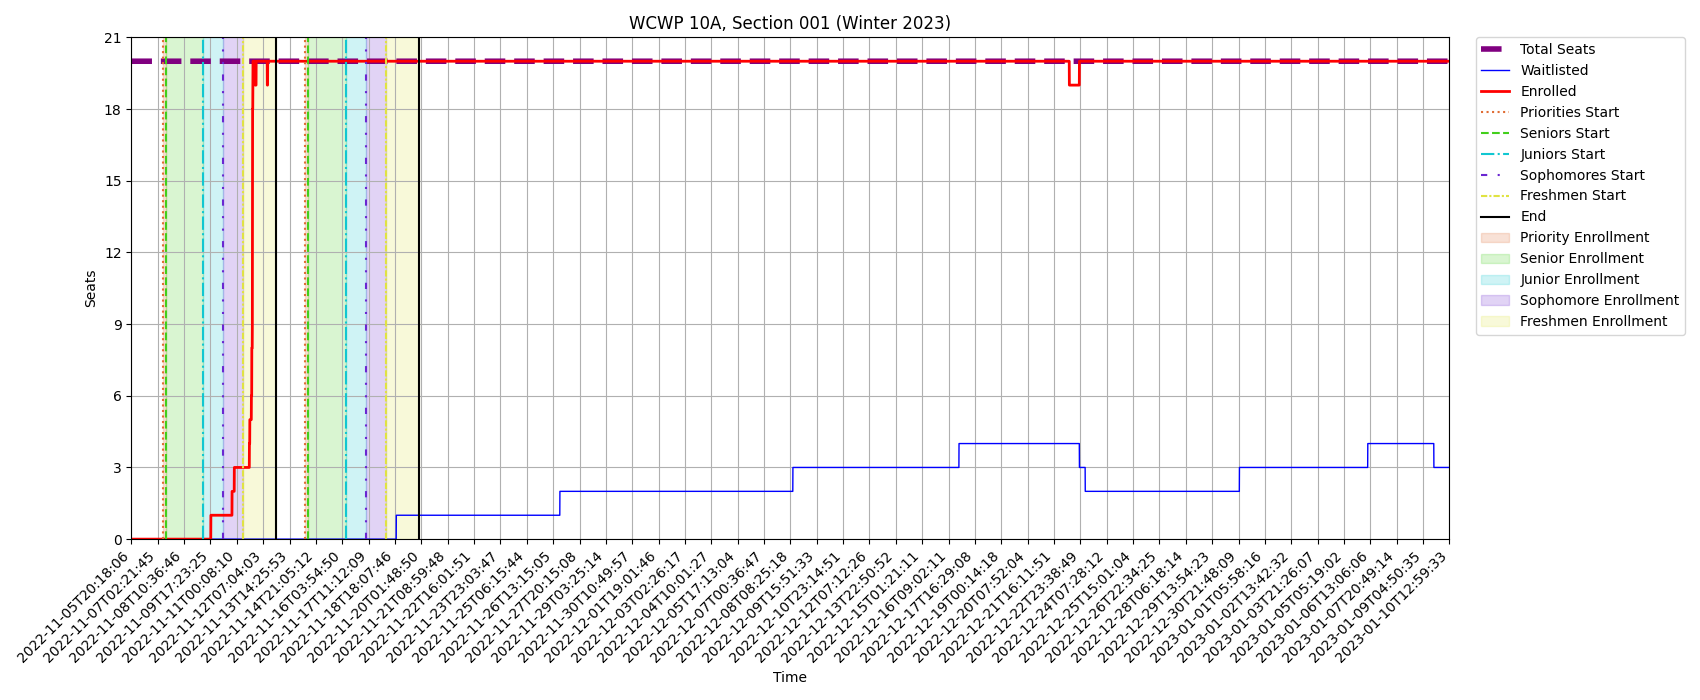 WCWP 10A, Section 001 (Winter 2023)
21
18
15
12
9
6
3
0
Seats
2022-11-05T20:18:06
2022-11-07T02:21:45
2022-11-08T10:36:46
2022-11-09T17:23:25
2022-11-11T00:08:10
2022-11-12T07:04:03
2022-11-13T14:25:53
2022-11-14T21:05:12
2022-11-16T03:54:50
2022-11-17T11:12:09
2022-11-18T18:07:46
2022-11-20T01:48:50
2022-11-21T08:59:48
2022-11-22T16:01:51
2022-11-23T23:03:47
2022-11-25T06:15:44
2022-11-26T13:15:05
2022-11-27T20:15:08
2022-11-29T03:25:14
2022-11-30T10:49:57
2022-12-01T19:01:46
2022-12-03T02:26:17
2022-12-04T10:01:27
2022-12-05T17:13:04
2022-12-07T00:36:47
2022-12-08T08:25:18
2022-12-09T15:51:33
2022-12-10T23:14:51
2022-12-12T07:12:26
2022-12-13T22:50:52
2022-12-15T01:21:11
2022-12-16T09:02:11
2022-12-17T16:29:08
2022-12-19T00:14:18
2022-12-20T07:52:04
2022-12-21T16:11:51
2022-12-22T23:38:49
2022-12-24T07:28:12
2022-12-25T15:01:04
2022-12-26T22:34:25
2022-12-28T06:18:14
2022-12-29T13:54:23
2022-12-30T21:48:09
2023-01-01T05:58:16
2023-01-02T13:42:32
2023-01-03T21:26:07
2023-01-05T05:19:02
2023-01-06T13:06:06
2023-01-07T20:49:14
2023-01-09T04:50:35
2023-01-10T12:59:33
Time
Total Seats
Waitlisted
Enrolled
Priorities Start
Seniors Start
Juniors Start
Sophomores Start
Freshmen Start
End
Priority Enrollment
Senior Enrollment
Junior Enrollment
Sophomore Enrollment
Freshmen Enrollment